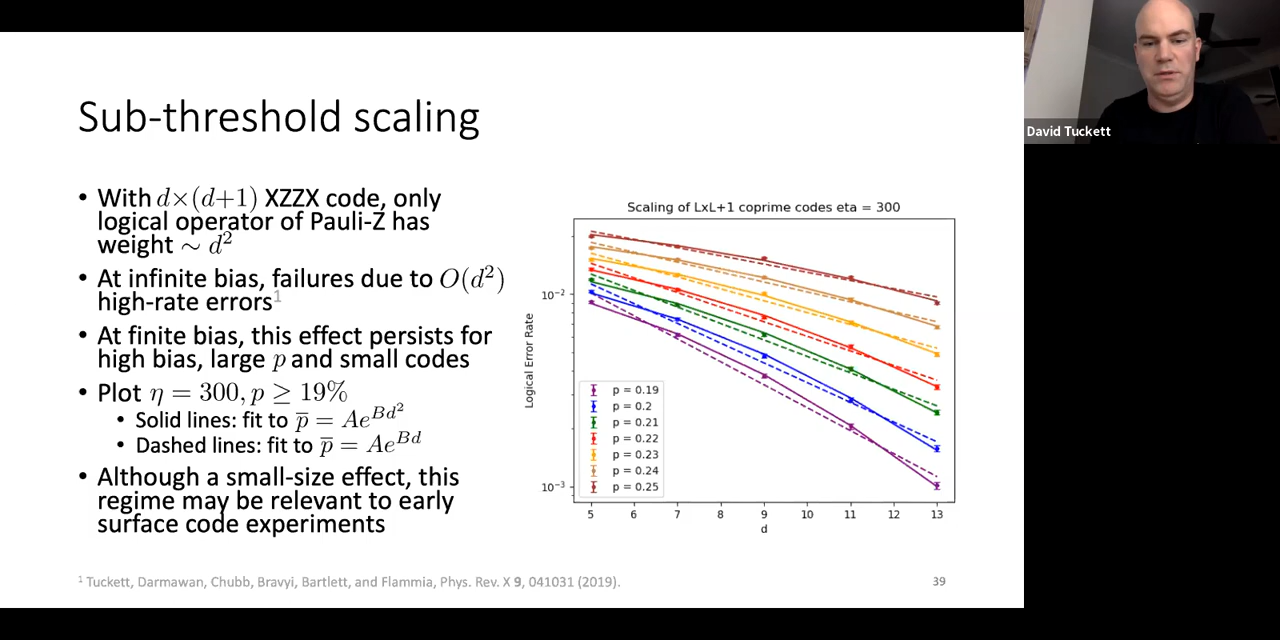 Sub-threshold scaling
• With d×(d+1) XZZX code, only
logical operator of Pauli-Z has
weight ∼ d²
• At infinite bias, failures due to O(d²)
high-rate errors¹
• At finite bias, this effect persists for
high bias, large p and small codes
• Plot η = 300, p ≥ 19%
• Solid lines: fit to p̅ = Ae^{Bd²}
• Dashed lines: fit to p̅ = Ae^{Bd}
• Although a small-size effect, this
regime may be relevant to early
surface code experiments
Scaling of LxL+1 coprime codes eta = 300
Logical Error Rate
10⁻²
10⁻³
p = 0.19
p = 0.2
p = 0.21
p = 0.22
p = 0.23
p = 0.24
p = 0.25
5 6 7 8 9 10 11 12 13
d
¹ Tuckett, Darmawan, Chubb, Bravyi, Bartlett, and Flammia, Phys. Rev. X 9, 041031 (2019).
39
David Tuckett